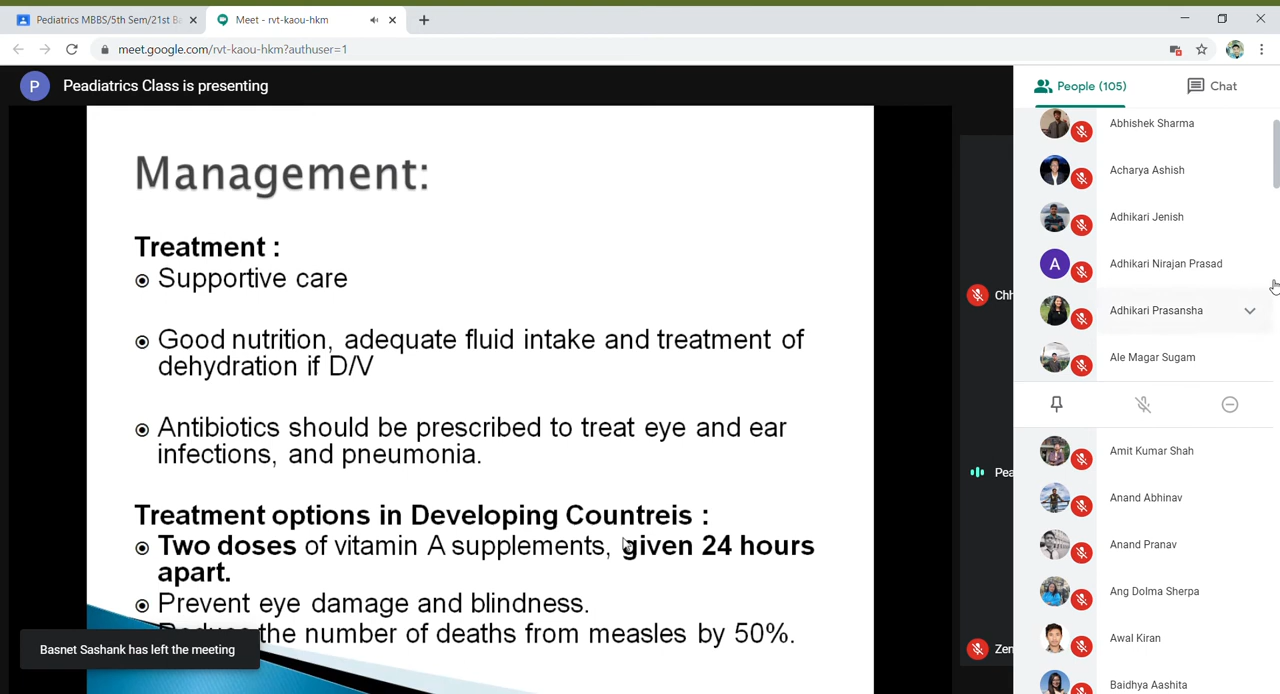 Pediatrics MBBS/5th Sem/21st Ba
Meet - rvt-kaou-hkm
meet.google.com/rvt-kaou-hkm?authuser=1
P
Peadiatrics Class is presenting
People (105)
Chat
Management:
Treatment :
Supportive care
Good nutrition, adequate fluid intake and treatment of
dehydration if D/V
Antibiotics should be prescribed to treat eye and ear
infections, and pneumonia.
Treatment options in Developing Countreis :
Two doses of vitamin A supplements, given 24 hours
apart.
Prevent eye damage and blindness.
the number of deaths from measles by 50%.
Basnet Sashank has left the meeting
Chh
Pea
Zen
Abhishek Sharma
Acharya Ashish
Adhikari Jenish
A
Adhikari Nirajan Prasad
Adhikari Prasansha
Ale Magar Sugam
Amit Kumar Shah
Anand Abhinav
Anand Pranav
Ang Dolma Sherpa
Awal Kiran
Baidhya Aashita